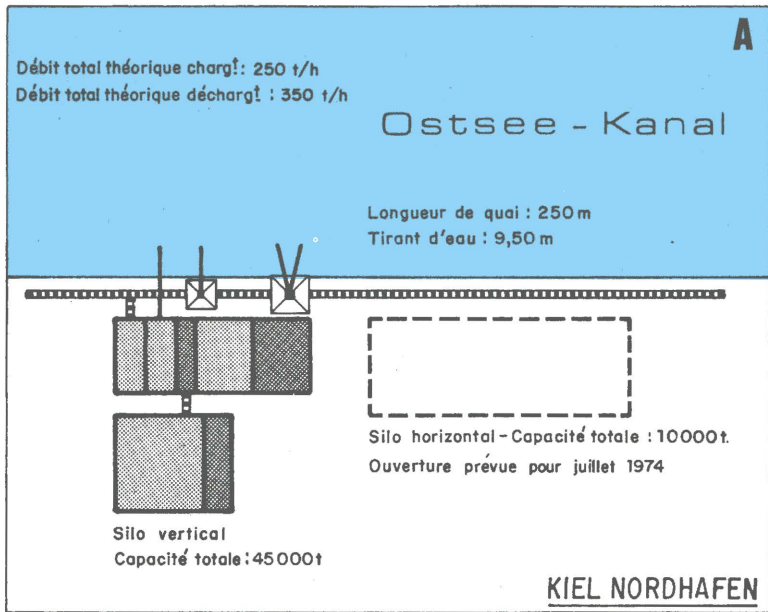 A
Débit total théorique chargt: 250 t/h
Débit total théorique déchargt : 350 t/h
Ostsee - Kanal
Longueur de quai : 250 m
Tirant d'eau : 9,50 m
Silo horizontal - Capacité totale : 10000t.
Ouverture prévue pour juillet 1974
Silo vertical
Capacité totale : 45000t
KIEL NORDHAFEN